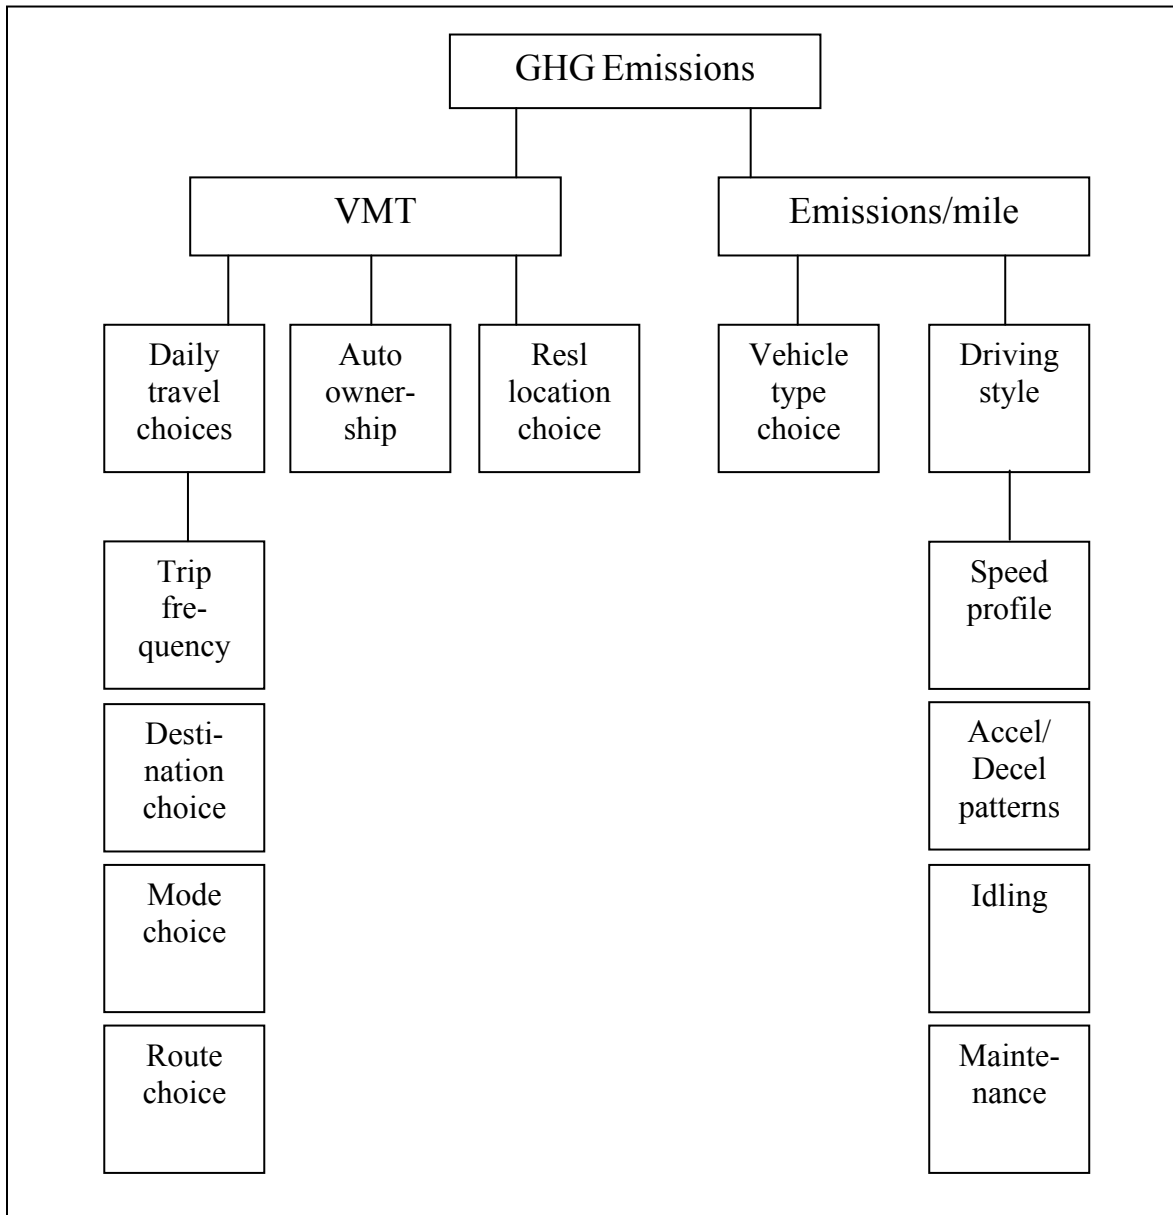 GHG Emissions
VMT
Emissions/mile
Daily
travel
choices
Auto
owner-
ship
Resl
location
choice
Vehicle
type
choice
Driving
style
Trip
fre-
quency
Speed
profile
Desti-
nation
choice
Accel/
Decel
patterns
Mode
choice
Idling
Route
choice
Mainte-
nance